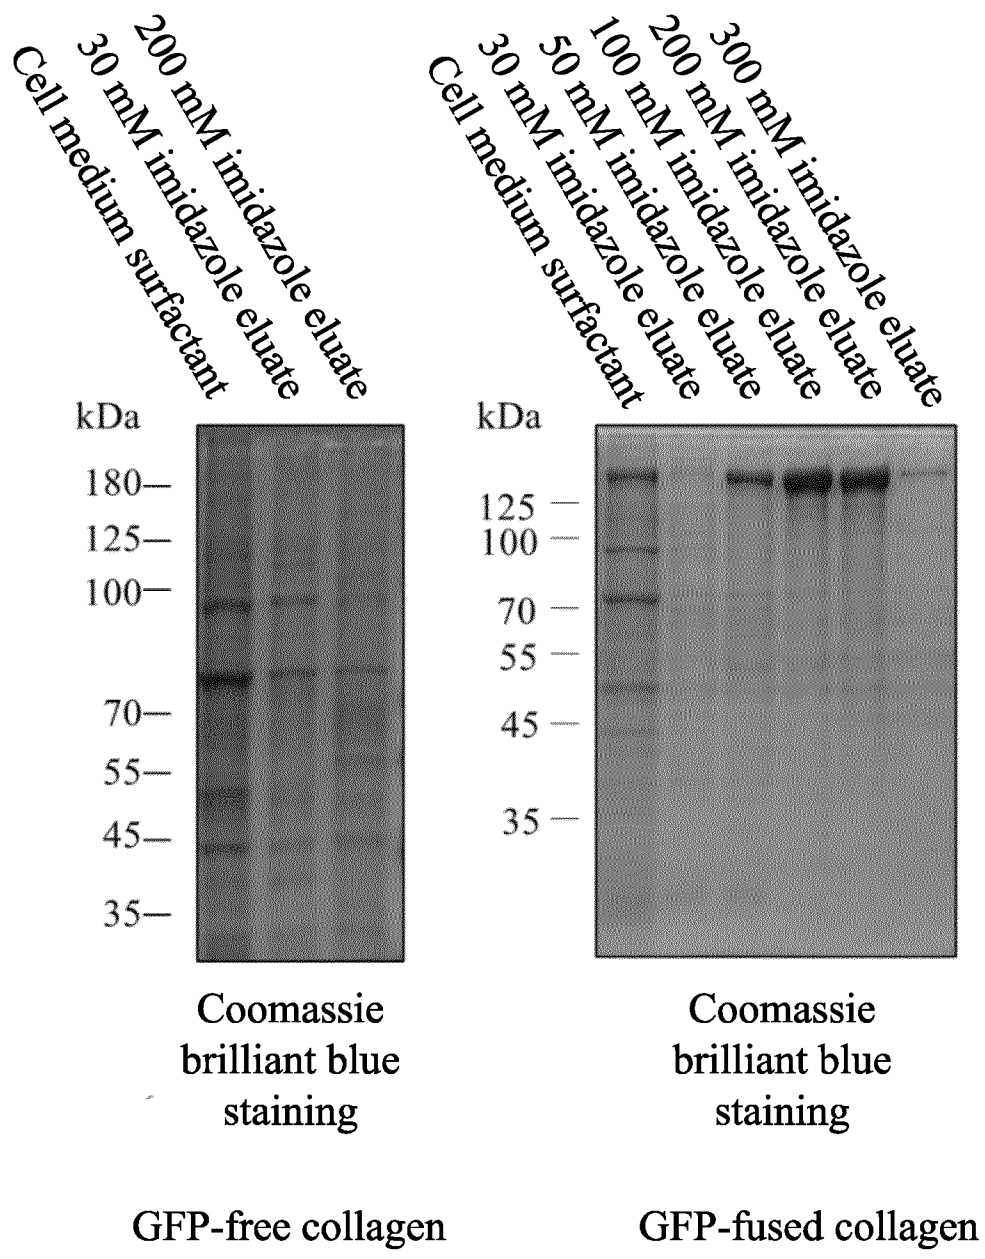 Cell medium surfactant
30 mM imidazole eluate
200 mM imidazole eluate
kDa
180
125
100
70
55
45
35
Coomassie
brilliant blue
staining
GFP-free collagen
Cell medium surfactant
30 mM imidazole eluate
50 mM imidazole eluate
100 mM imidazole eluate
200 mM imidazole eluate
300 mM imidazole eluate
kDa
125
100
70
55
45
35
Coomassie
brilliant blue
staining
GFP-fused collagen